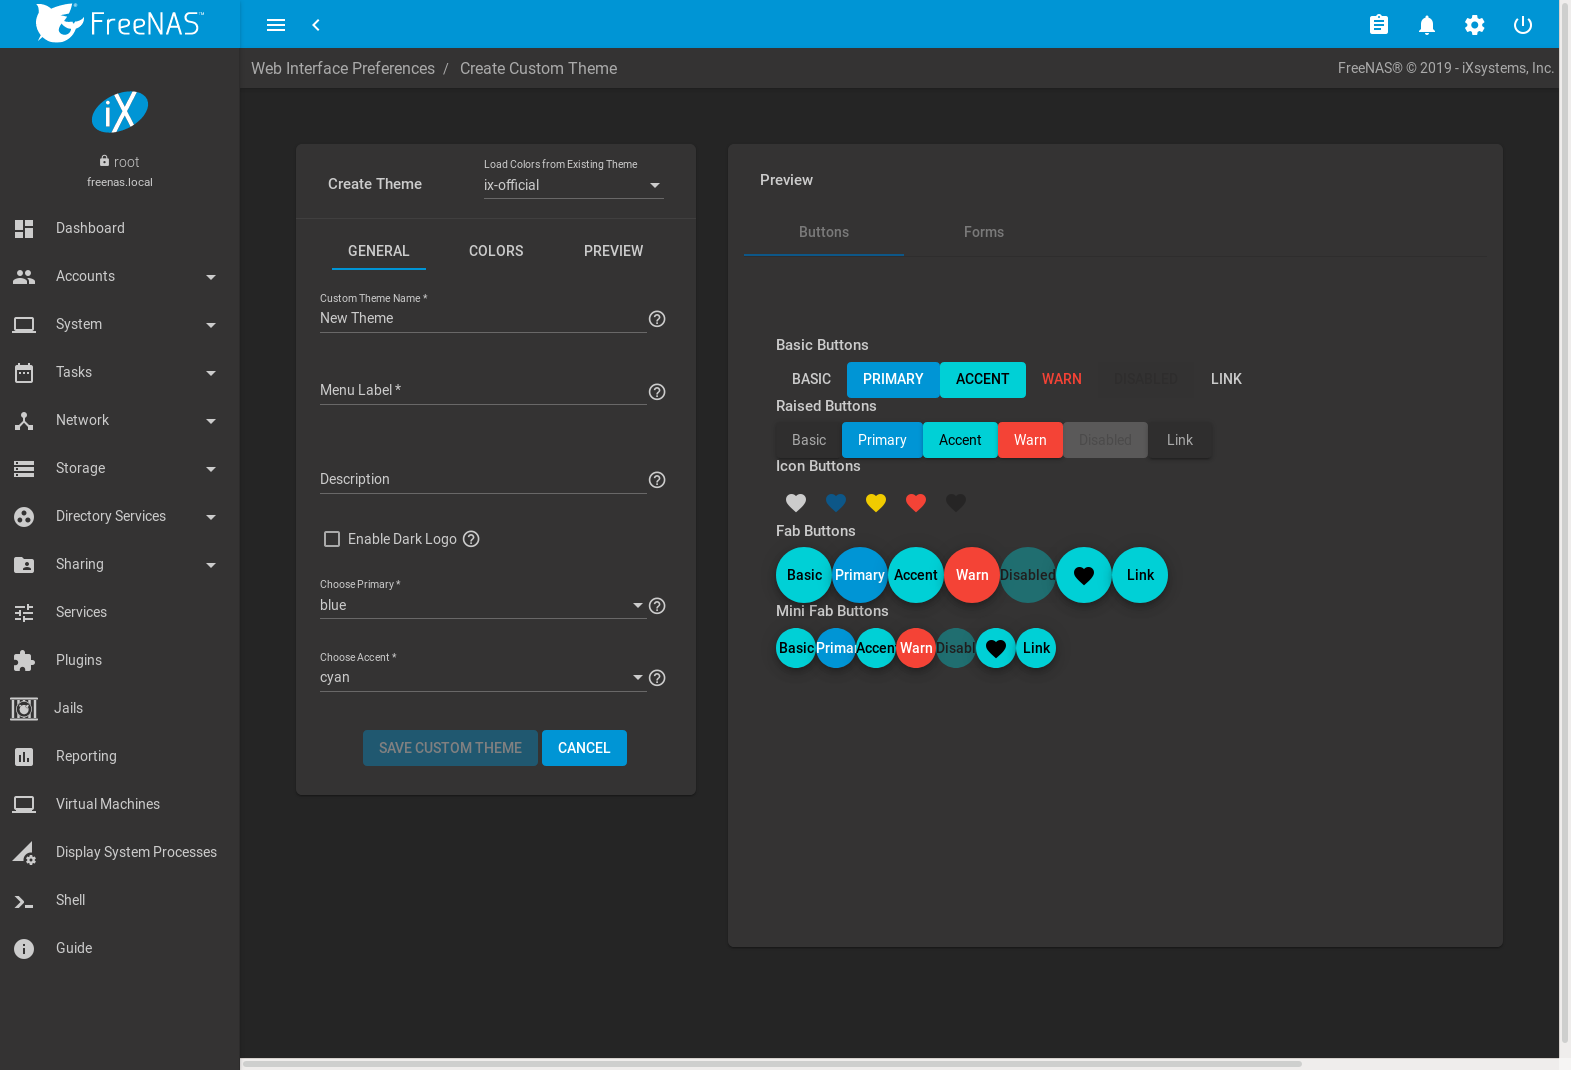 FreeNAS™
Web Interface Preferences / Create Custom Theme
FreeNAS® © 2019 - iXsystems, Inc.
iX
root
freenas.local
Dashboard
Accounts
System
Tasks
Network
Storage
Directory Services
Sharing
Services
Plugins
Jails
Reporting
Virtual Machines
Display System Processes
Shell
Guide
Create Theme
Load Colors from Existing Theme
ix-official
GENERAL COLORS PREVIEW
Custom Theme Name *
New Theme
Menu Label *
Description
Enable Dark Logo
Choose Primary *
blue
Choose Accent *
cyan
SAVE CUSTOM THEME CANCEL
Preview
Buttons Forms
Basic Buttons
BASIC PRIMARY ACCENT WARN DISABLED LINK
Raised Buttons
Basic Primary Accent Warn Disabled Link
Icon Buttons
Fab Buttons
Basic Primary Accent Warn Disabled Link
Mini Fab Buttons
Basic Primar Accen Warn Disabl Link